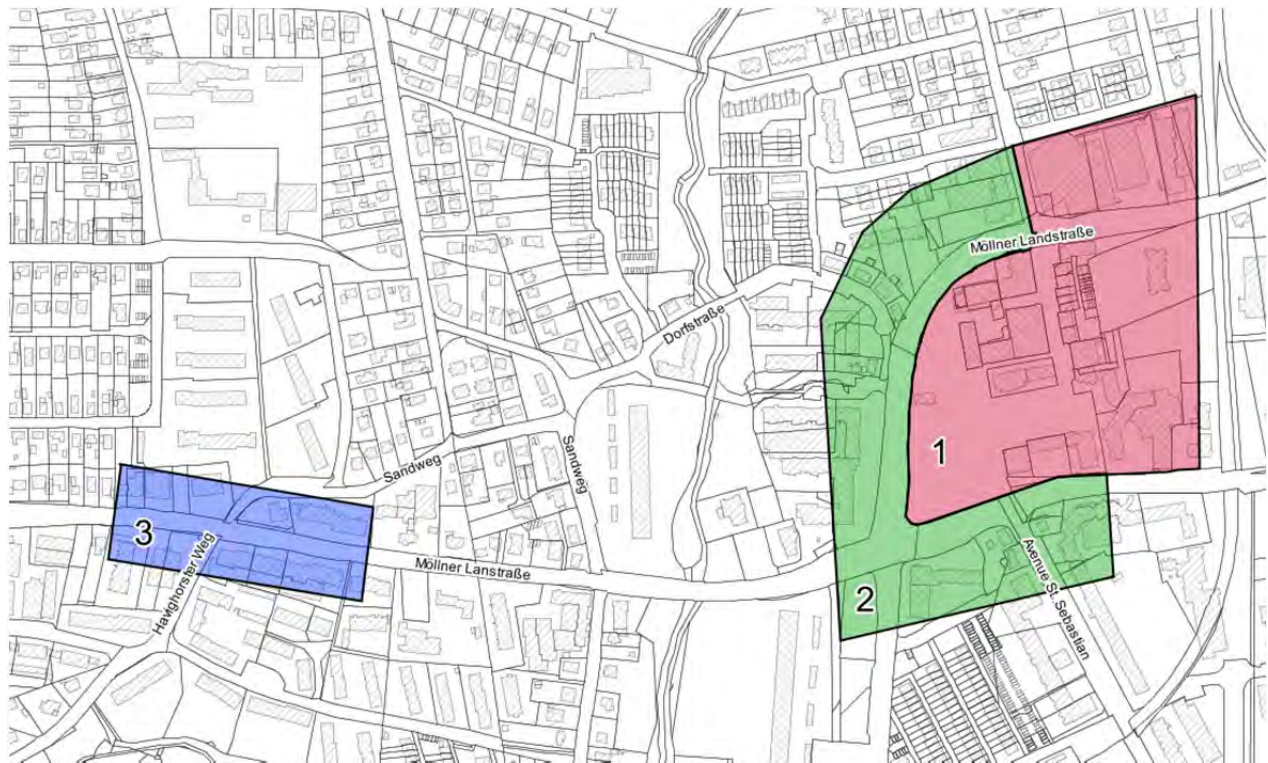 Möllner Landstraße
Dorfstraße
1
Sandweg
Sandweg
3
Havighorster Weg
Möllner Lanstraße
Avenue St. Sebastian
2